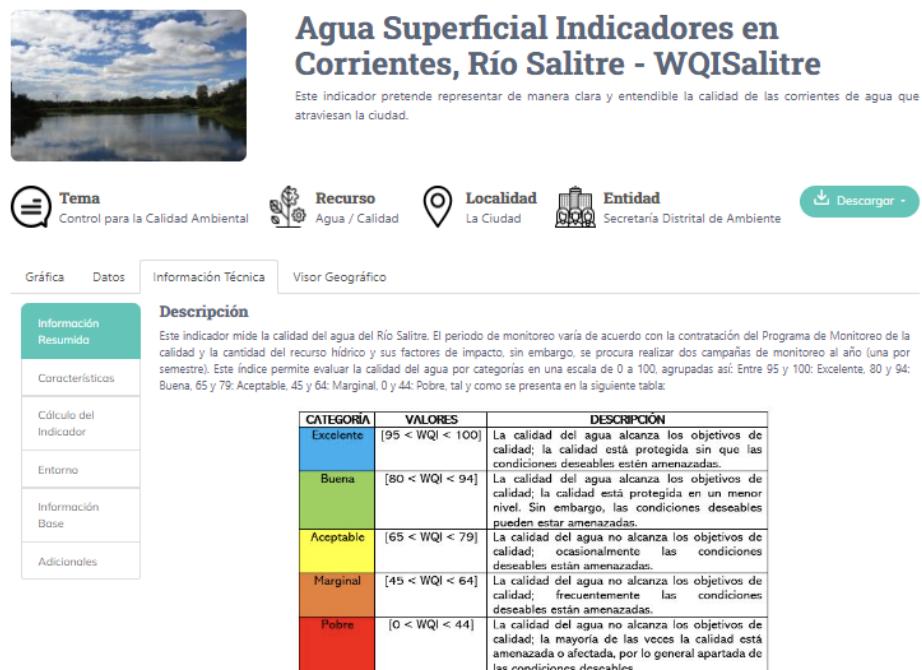 Agua Superficial Indicadores en
Corrientes, Río Salitre - WQISalitre
Este indicador pretende representar de manera clara y entendible la calidad de las corrientes de agua que
atraviesan la ciudad.
Tema
Control para la Calidad Ambiental
Recurso
Agua / Calidad
Localidad
La Ciudad
Entidad
Secretaría Distrital de Ambiente
Descargar
Gráfica
Datos
Información Técnica
Visor Geográfico
Información
Resumida
Características
Cálculo del
Indicador
Entorno
Información
Base
Adicionales
Descripción
Este indicador mide la calidad del agua del Río Salitre. El periodo de monitoreo varía de acuerdo con la contratación del Programa de Monitoreo de la
calidad y la cantidad del recurso hídrico y sus factores de impacto, sin embargo, se procura realizar dos campañas de monitoreo al año (una por
semestre). Este índice permite evaluar la calidad del agua por categorías en una escala de 0 a 100, agrupadas así: Entre 95 y 100: Excelente, 80 y 94:
Buena, 65 y 79: Aceptable, 45 y 64: Marginal, 0 y 44: Pobre, tal y como se presenta en la siguiente tabla:
CATEGORÍA VALORES DESCRIPCIÓN
Excelente [95 < WQI < 100] La calidad del agua alcanza los objetivos de
calidad; la calidad está protegida sin que las
condiciones deseables estén amenazadas.
Buena [80 < WQI < 94] La calidad del agua alcanza los objetivos de
calidad; la calidad está protegida en un menor
nivel. Sin embargo, las condiciones deseables
pueden estar amenazadas.
Aceptable [65 < WQI < 79] La calidad del agua no alcanza los objetivos de
calidad; ocasionalmente las condiciones
deseables están amenazadas.
Marginal [45 < WQI < 64] La calidad del agua no alcanza los objetivos de
calidad; frecuentemente las condiciones
deseables están amenazadas.
Pobre [0 < WQI < 44] La calidad del agua no alcanza los objetivos de
calidad; la mayoría de las veces la calidad está
amenazada o afectada, por lo general apartada de
las condiciones deseables.